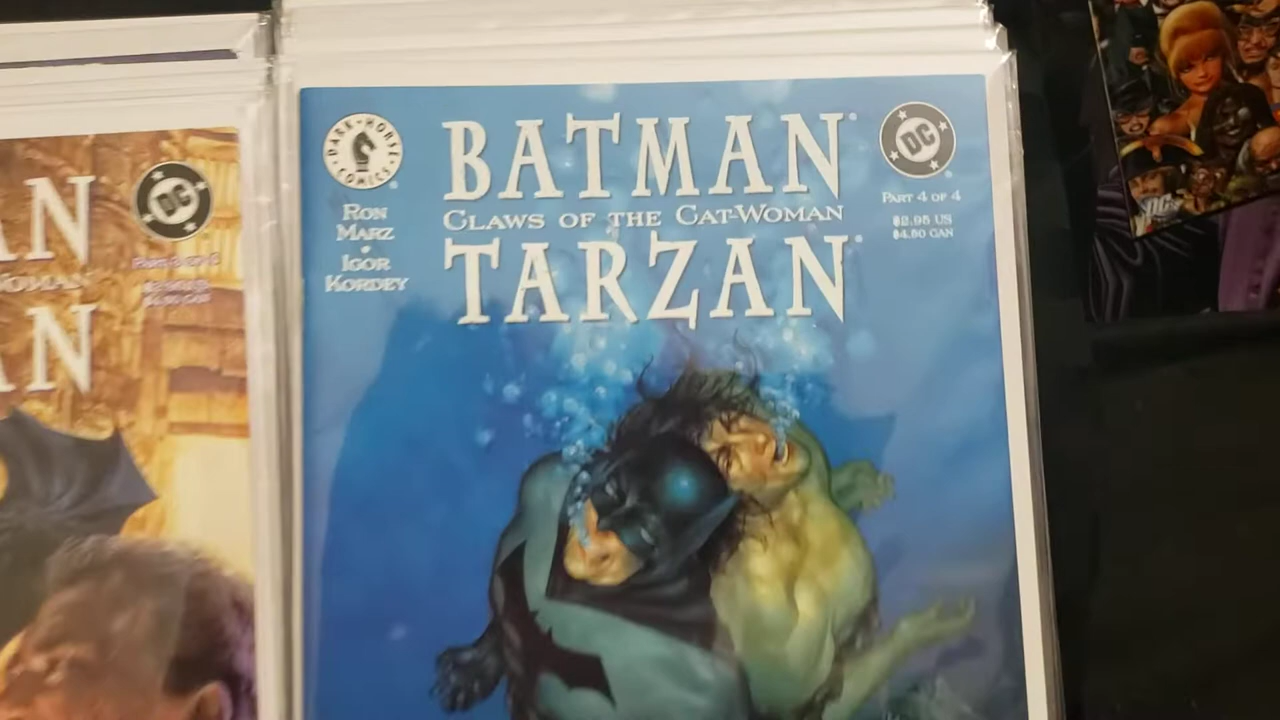 AN
DC
WOMAN
AN
DARK HORSE COMICS
BATMAN
DC
CLAWS OF THE CAT-WOMAN
TARZAN
RON
MARZ
•
IGOR
KORDEY
PART 4 OF 4
$2.95 US
$4.50 CAN